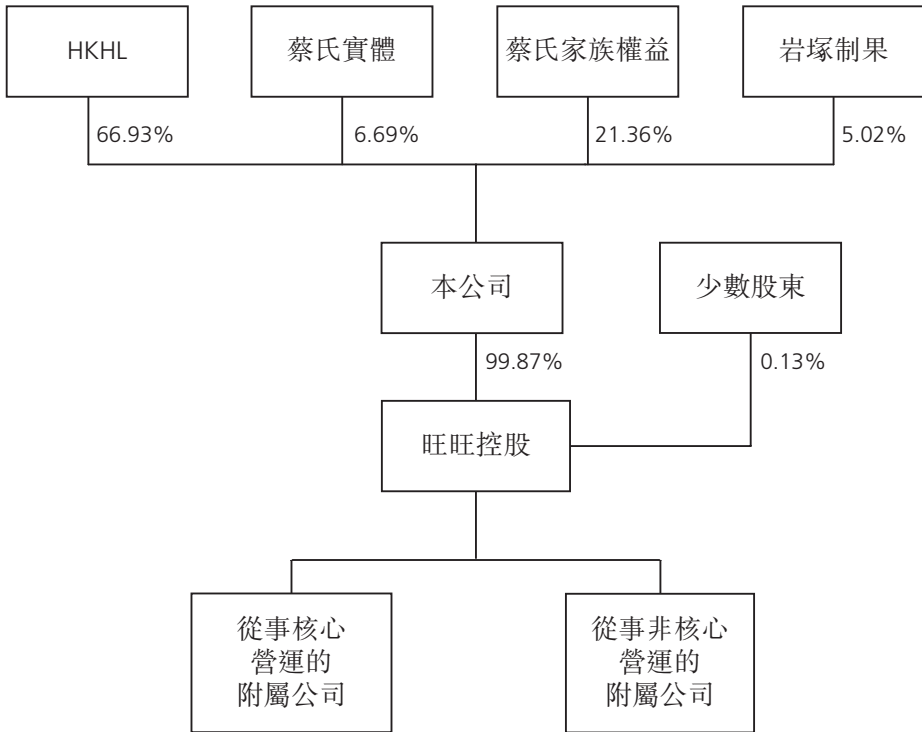 HKHL
蔡氏實體
蔡氏家族權益
岩塚制果
66.93%
6.69%
21.36%
5.02%
本公司
少數股東
99.87%
0.13%
旺旺控股
從事核心
營運的
附屬公司
從事非核心
營運的
附屬公司